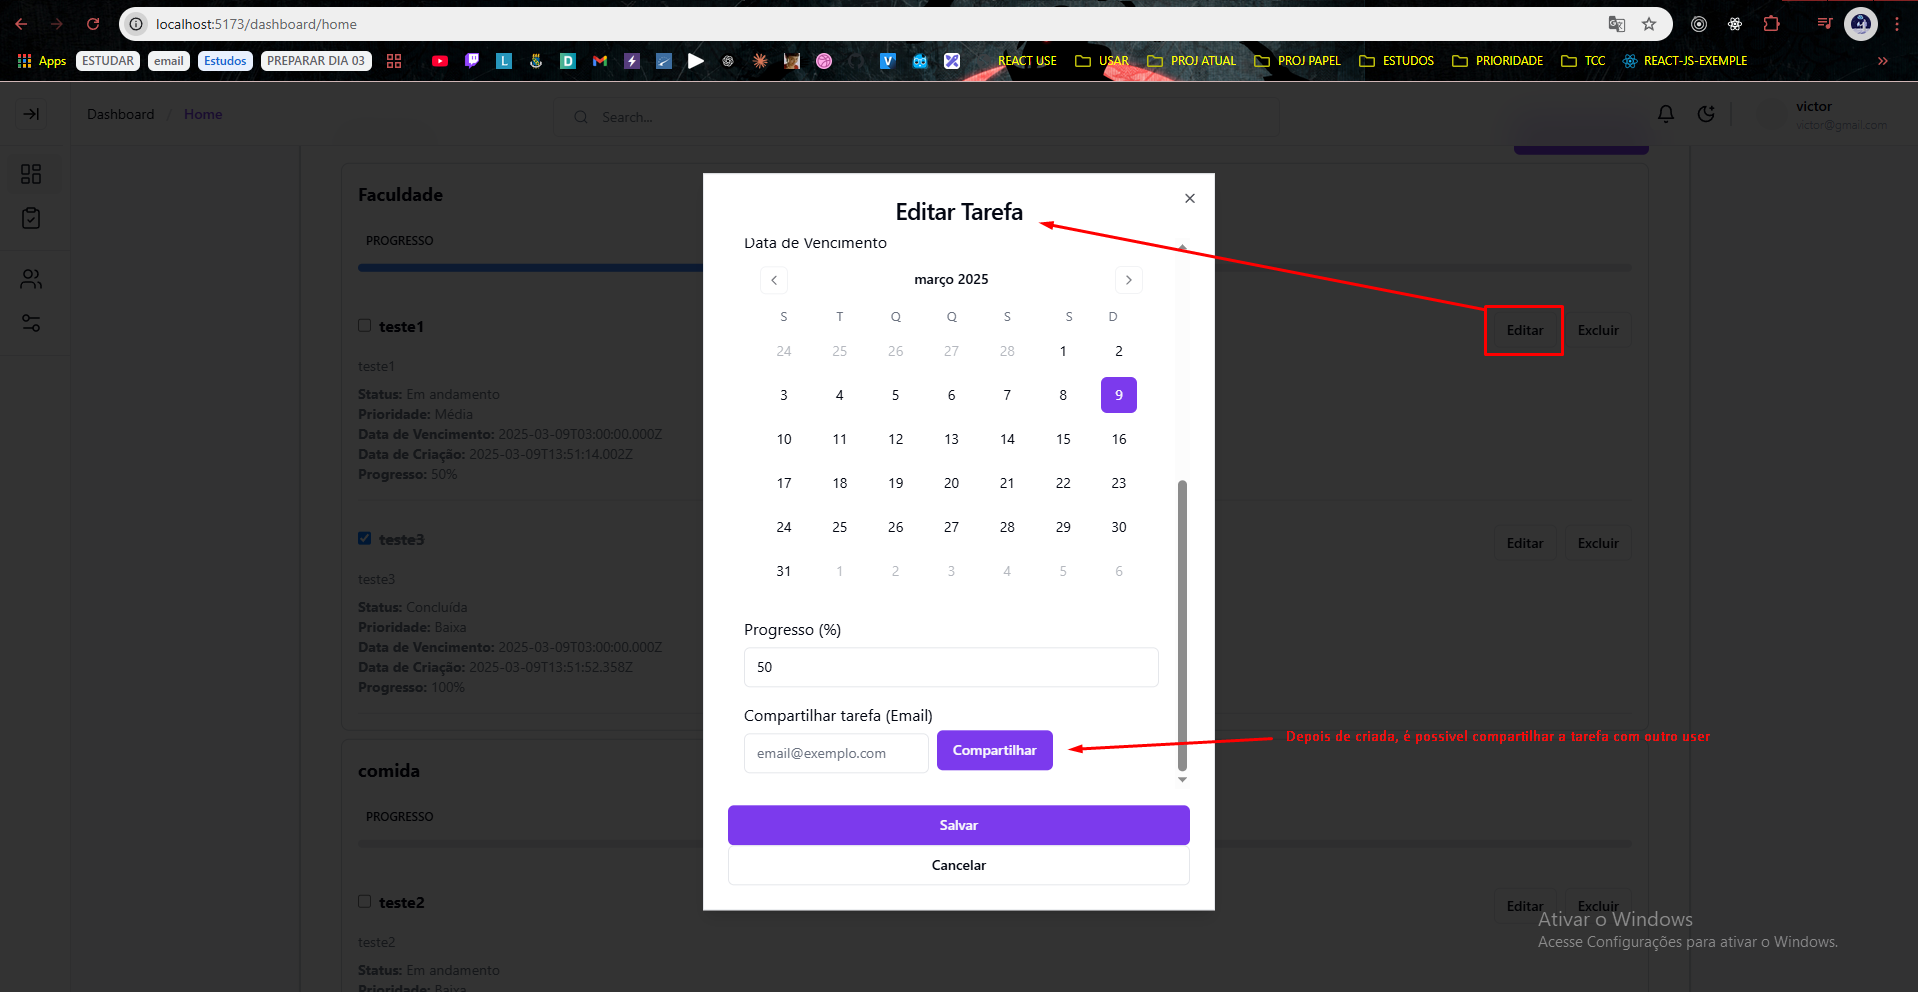 localhost:5173/dashboard/home
Apps
ESTUDAR
email
Estudos
PREPARAR DIA 03
REACT USE
USAR
PROJ ATUAL
PROJ PAPEL
ESTUDOS
PRIORIDADE
TCC
REACT-JS-EXEMPLE
Dashboard / Home
Search...
victor
victor@gmail.com
Faculdade
PROGRESSO
teste1
Editar
Excluir
teste1
Status: Em andamento
Prioridade: Média
Data de Vencimento: 2025-03-09T03:00:00.000Z
Data de Criação: 2025-03-09T13:51:14.002Z
Progresso: 50%
teste3
Editar
Excluir
teste3
Status: Concluída
Prioridade: Baixa
Data de Vencimento: 2025-03-09T03:00:00.000Z
Data de Criação: 2025-03-09T13:51:52.358Z
Progresso: 100%
comida
PROGRESSO
teste2
Editar
Excluir
teste2
Status: Em andamento
Prioridade: Baixa
Editar Tarefa
Data de Vencimento
março 2025
S T Q Q S S D
24 25 26 27 28 1 2
3 4 5 6 7 8 9
10 11 12 13 14 15 16
17 18 19 20 21 22 23
24 25 26 27 28 29 30
31 1 2 3 4 5 6
Progresso (%)
50
Compartilhar tarefa (Email)
email@exemplo.com
Compartilhar
Salvar
Cancelar
Depois de criada, é possivel compartilhar a tarefa com outro user
Ativar o Windows
Acesse Configurações para ativar o Windows.